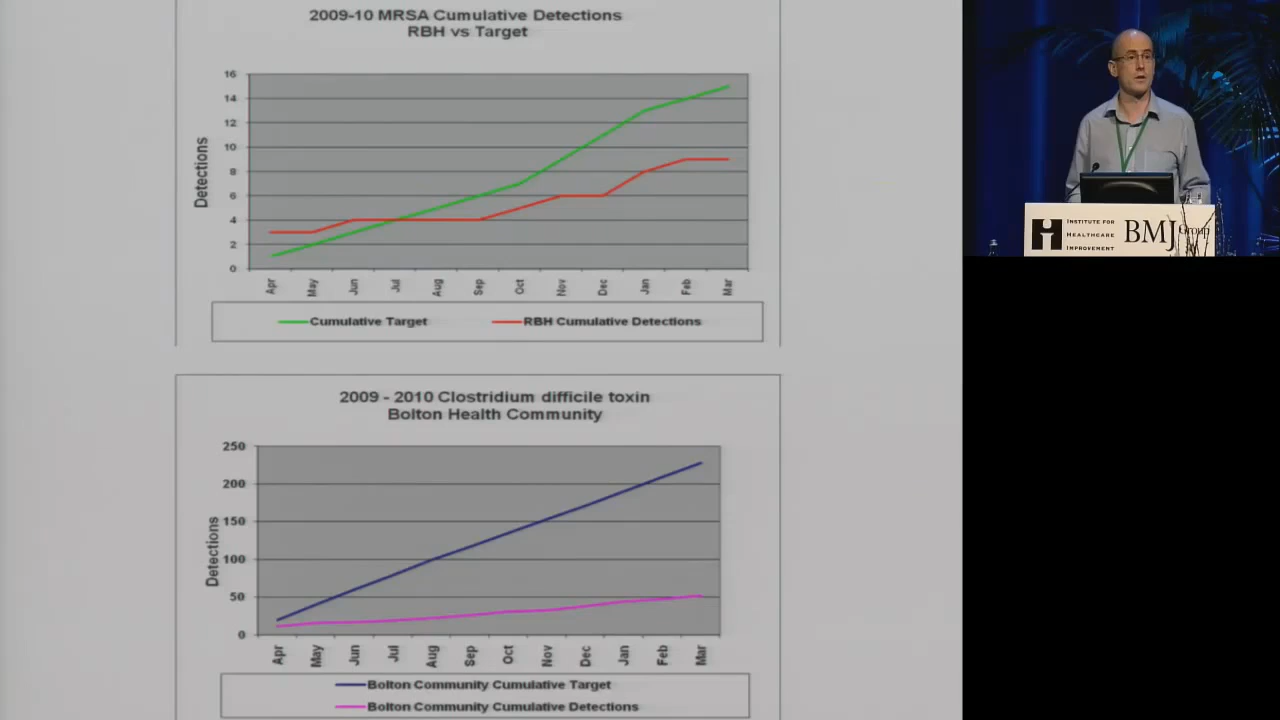 2009-10 MRSA Cumulative Detections
RBH vs Target
Detections
16
14
12
10
8
6
4
2
0
Apr May Jun Jul Aug Sep Oct Nov Dec Jan Feb Mar
Cumulative Target RBH Cumulative Detections
2009 - 2010 Clostridium difficile toxin
Bolton Health Community
Detections
250
200
150
100
50
0
Apr May Jun Jul Aug Sep Oct Nov Dec Jan Feb Mar
Bolton Community Cumulative Target
Bolton Community Cumulative Detections
INSTITUTE FOR
HEALTHCARE
IMPROVEMENT
BMJ Group